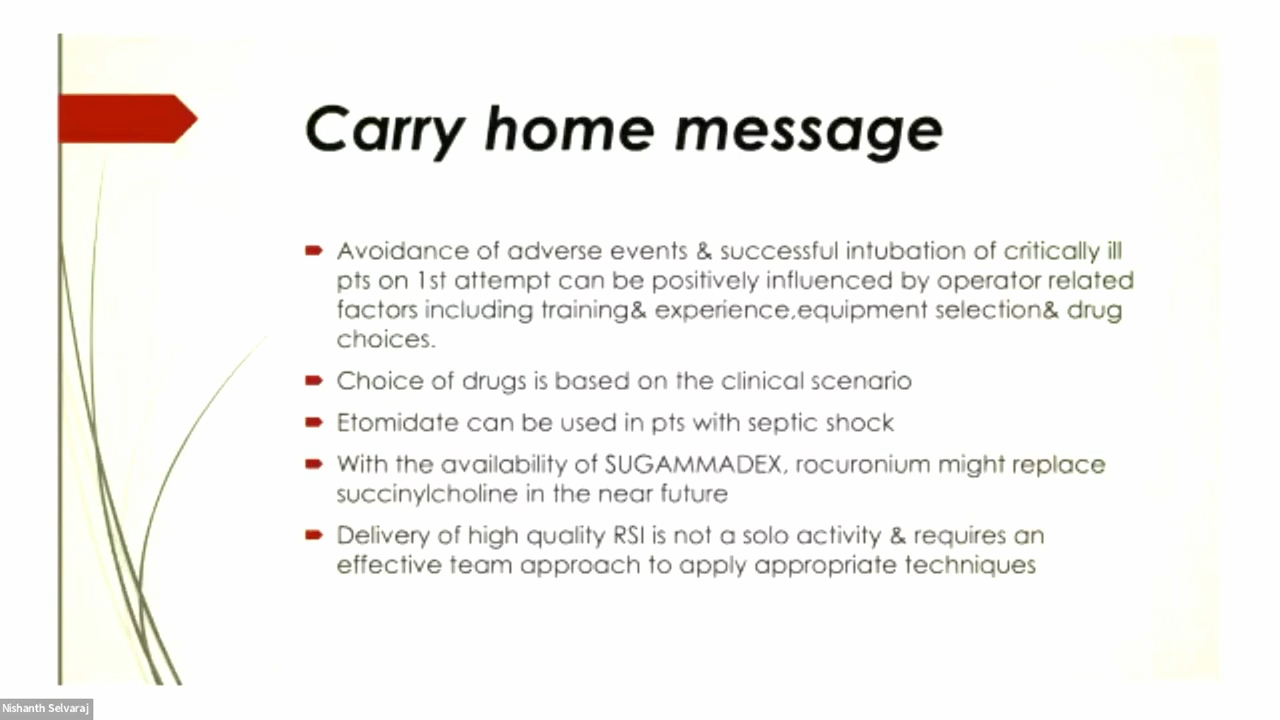 Carry home message
Avoidance of adverse events & successful intubation of critically ill
pts on 1st attempt can be positively influenced by operator related
factors including training& experience,equipment selection& drug
choices.
Choice of drugs is based on the clinical scenario
Etomidate can be used in pts with septic shock
With the availability of SUGAMMADEX, rocuronium might replace
succinylcholine in the near future
Delivery of high quality RSI is not a solo activity & requires an
effective team approach to apply appropriate techniques
Nishanth Selvaraj